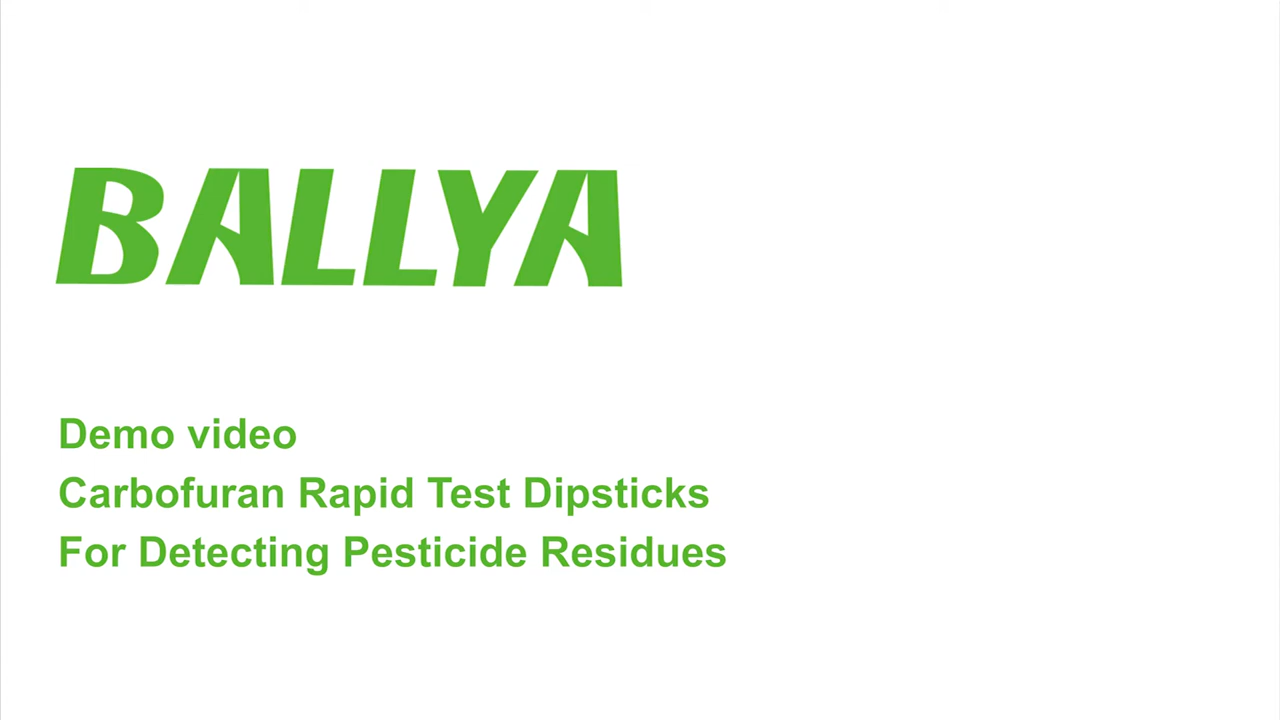 BALLYA
Demo video
Carbofuran Rapid Test Dipsticks
For Detecting Pesticide Residues